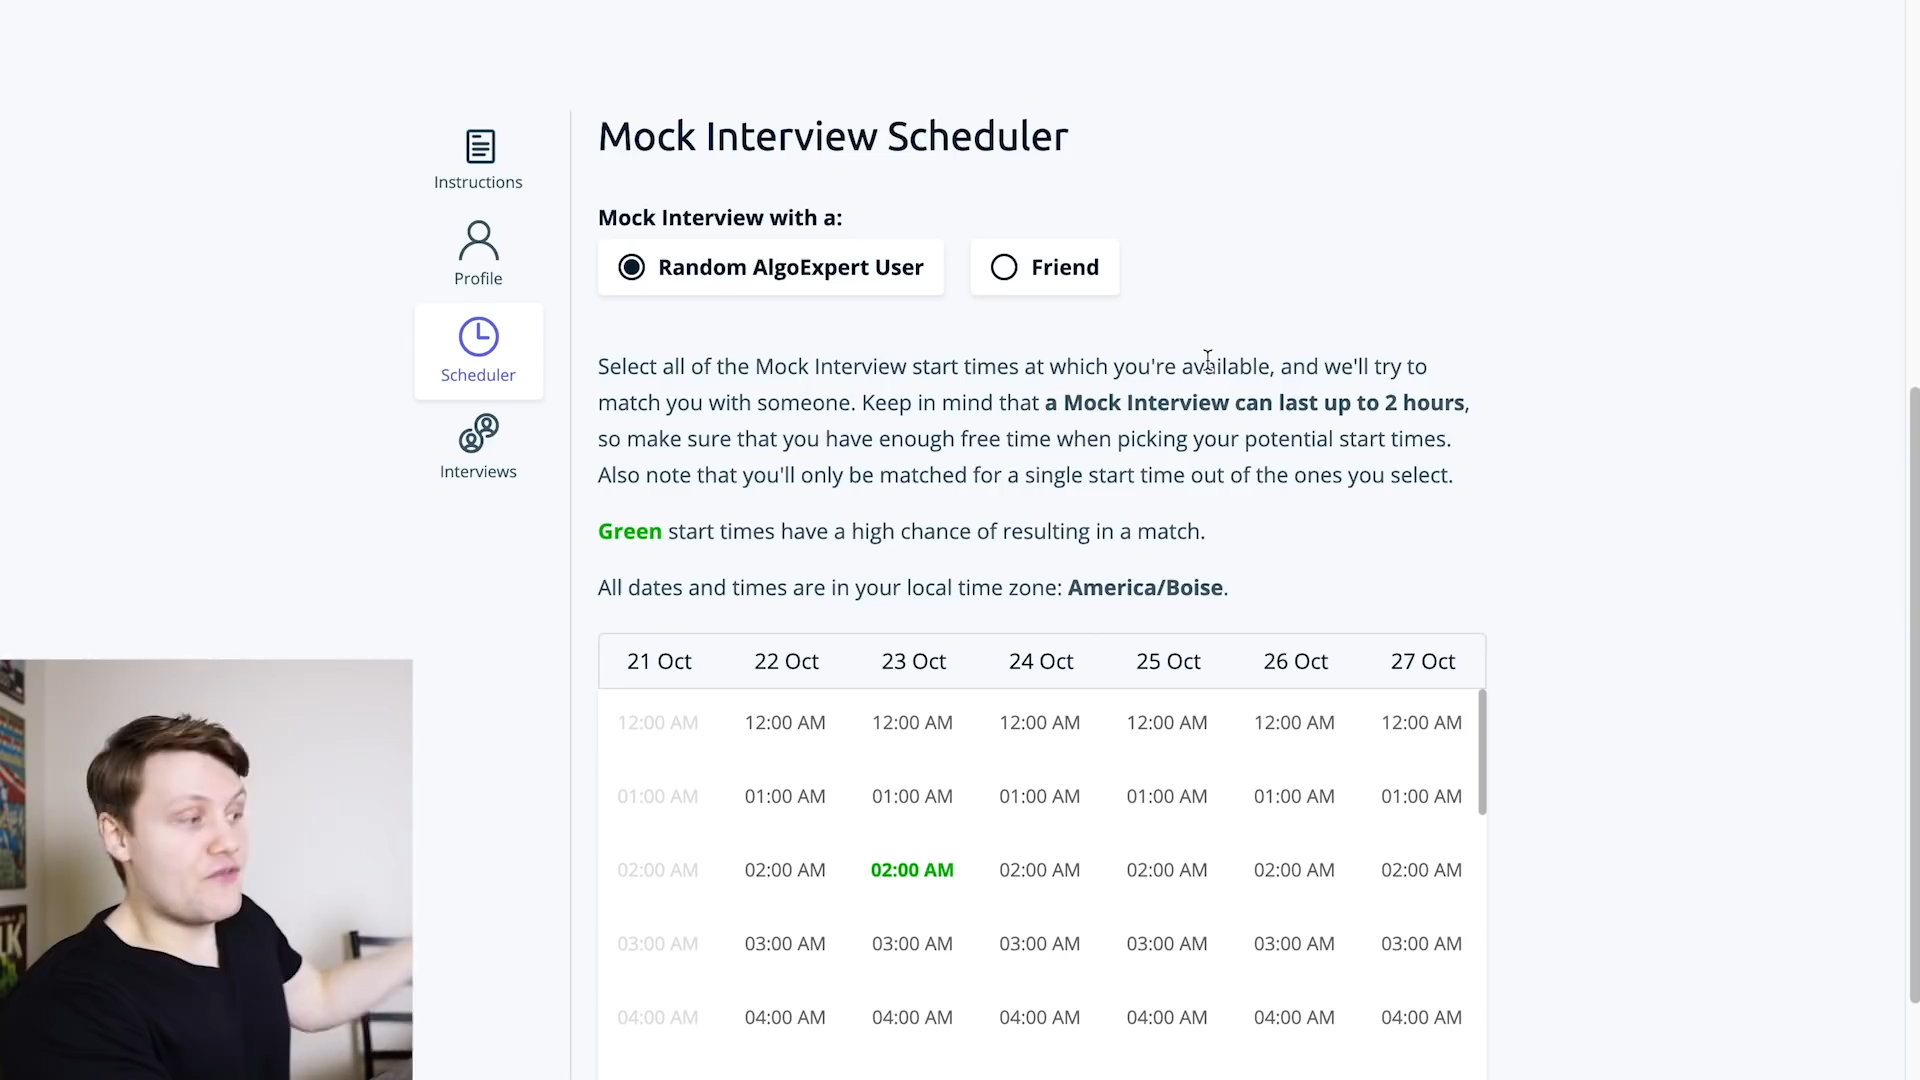 Mock Interview Scheduler
Instructions
Profile
Scheduler
Interviews
Mock Interview with a:
Random AlgoExpert User
Friend
Select all of the Mock Interview start times at which you're available, and we'll try to
match you with someone. Keep in mind that a Mock Interview can last up to 2 hours,
so make sure that you have enough free time when picking your potential start times.
Also note that you'll only be matched for a single start time out of the ones you select.
Green start times have a high chance of resulting in a match.
All dates and times are in your local time zone: America/Boise.
21 Oct 22 Oct 23 Oct 24 Oct 25 Oct 26 Oct 27 Oct
12:00 AM 12:00 AM 12:00 AM 12:00 AM 12:00 AM 12:00 AM 12:00 AM
01:00 AM 01:00 AM 01:00 AM 01:00 AM 01:00 AM 01:00 AM 01:00 AM
02:00 AM 02:00 AM 02:00 AM 02:00 AM 02:00 AM 02:00 AM 02:00 AM
03:00 AM 03:00 AM 03:00 AM 03:00 AM 03:00 AM 03:00 AM 03:00 AM
04:00 AM 04:00 AM 04:00 AM 04:00 AM 04:00 AM 04:00 AM 04:00 AM